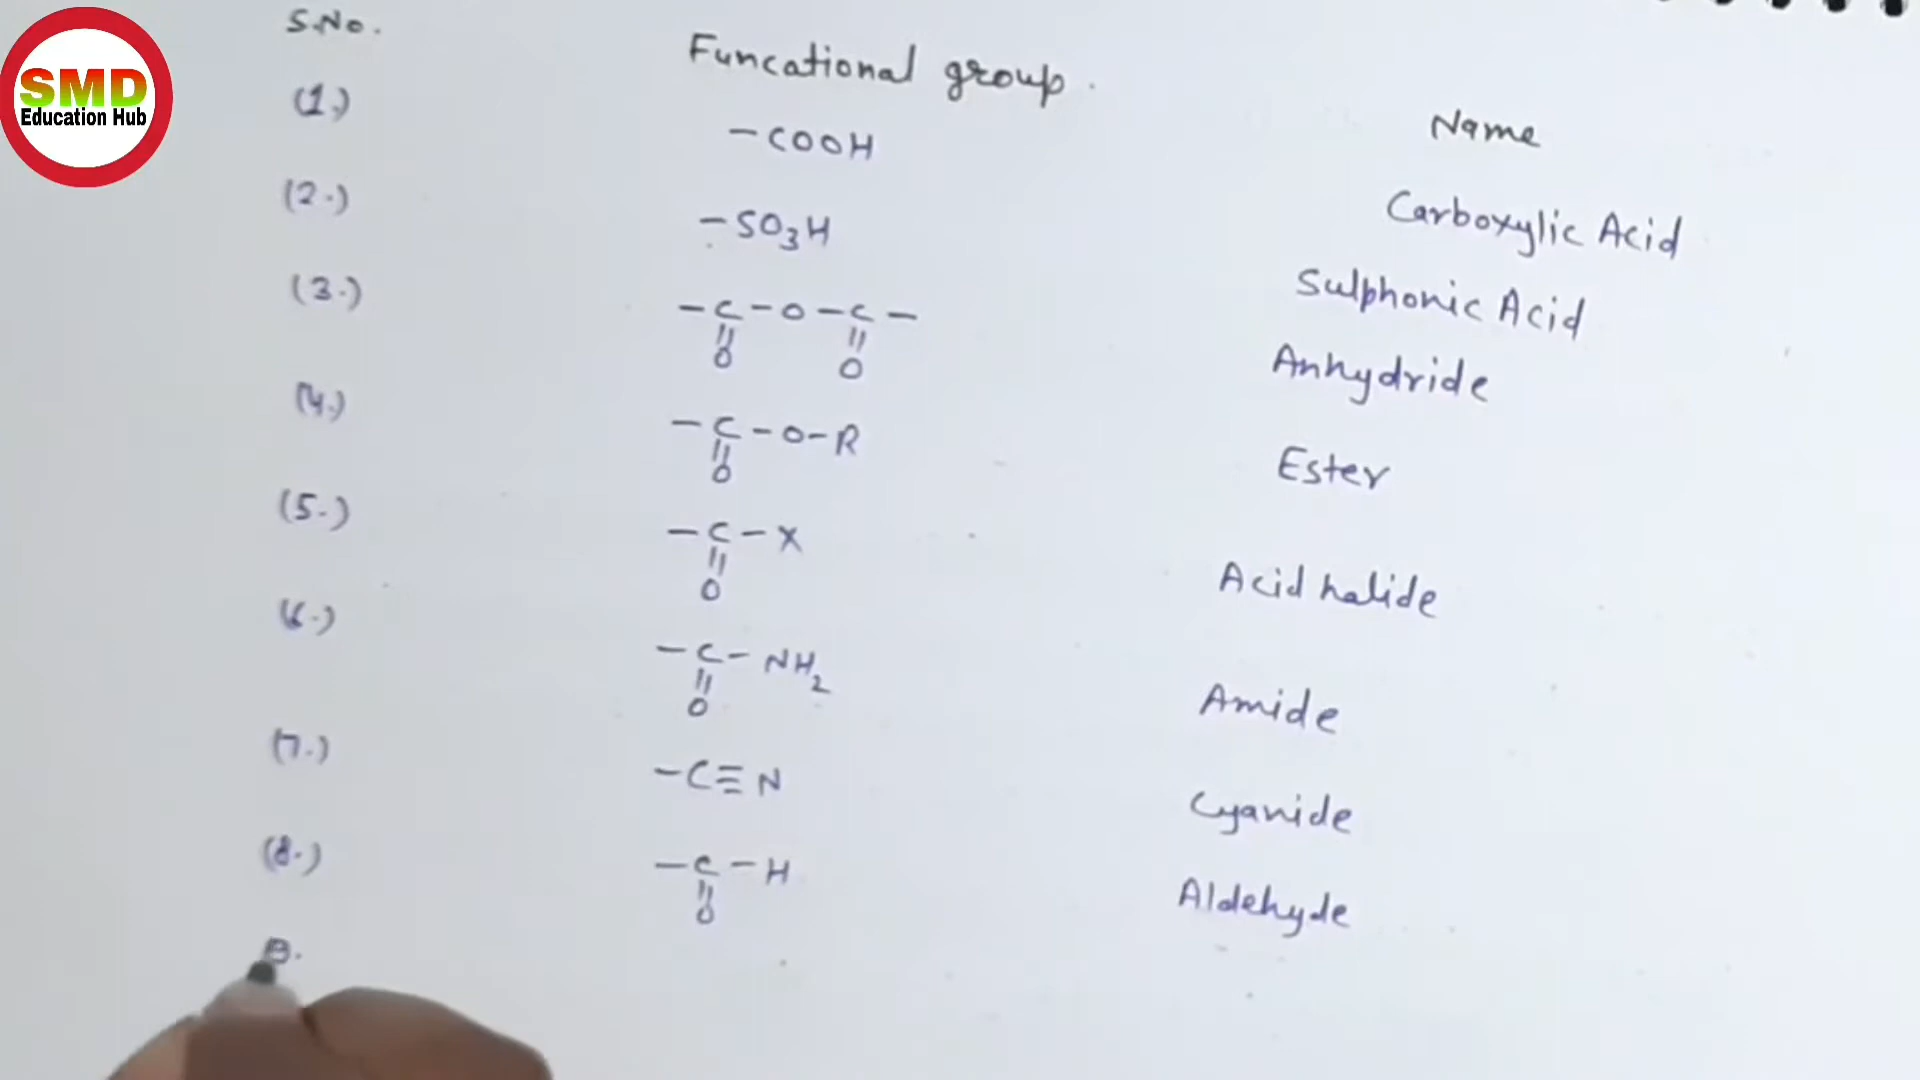 SMD
Education Hub
S.No. Funcational group. Name
(1.) -COOH Carboxylic Acid
(2.) -SO3H Sulphonic Acid
(3.) -C-O-C- Anhydride
|| ||
O O
(4.) -C-O-R Ester
||
O
(5.) -C-X Acid halide
||
O
(6.) -C-NH2 Amide
||
O
(7.) -C≡N Cyanide
(8.) -C-H Aldehyde
||
O